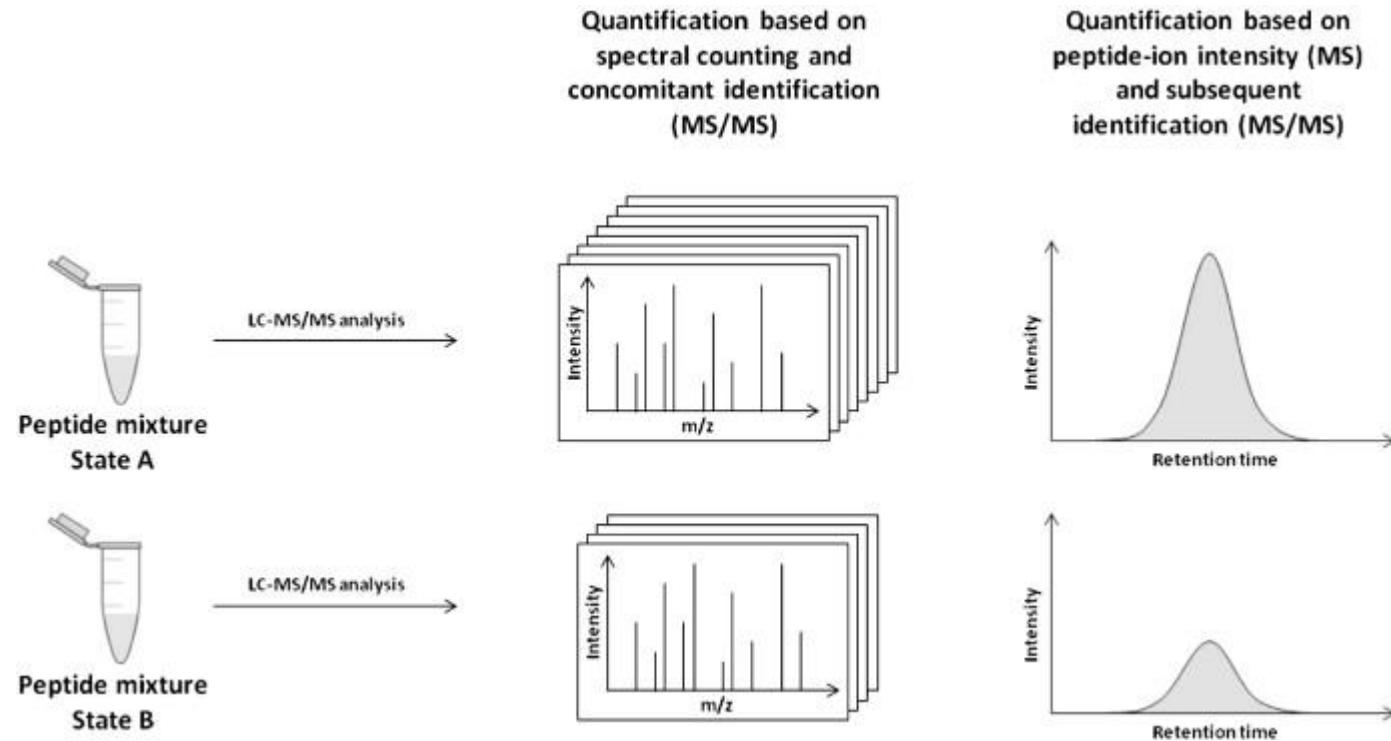 Quantification based on
spectral counting and
concomitant identification
(MS/MS)
Quantification based on
peptide-ion intensity (MS)
and subsequent
identification (MS/MS)
LC-MS/MS analysis
Peptide mixture
State A
Intensity
m/z
Intensity
Retention time
LC-MS/MS analysis
Peptide mixture
State B
Intensity
m/z
Intensity
Retention time